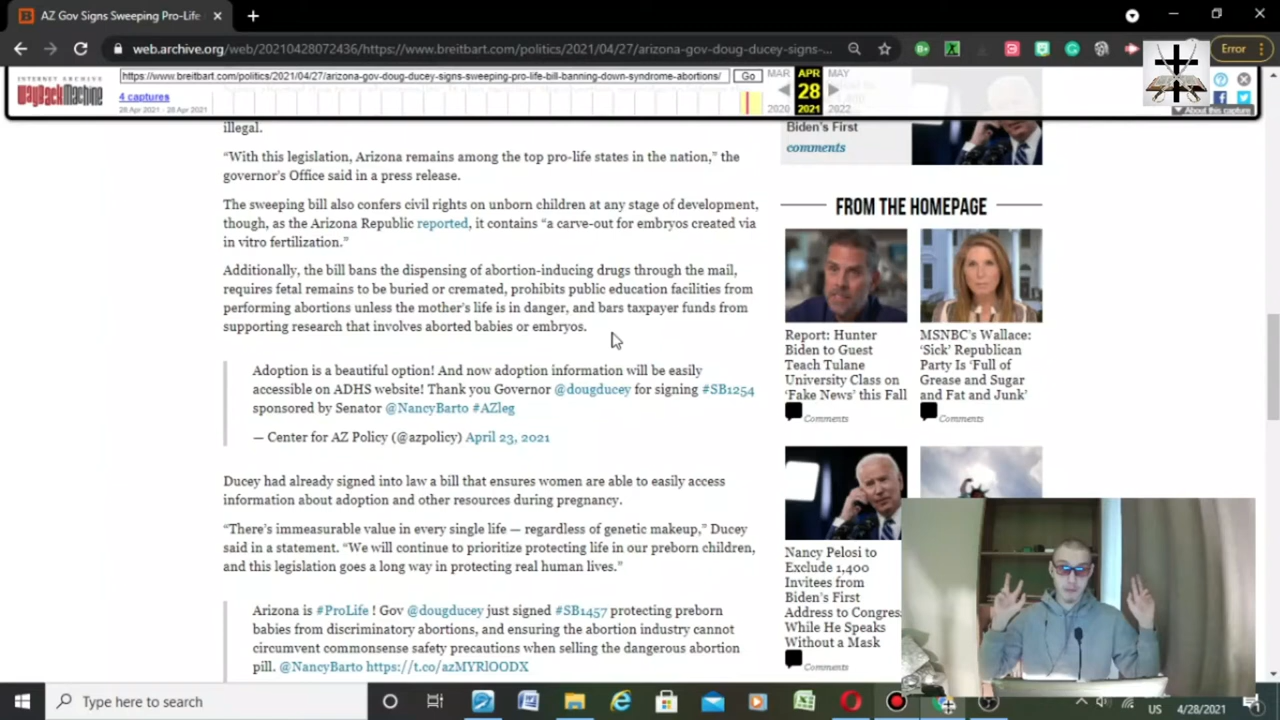 AZ Gov Signs Sweeping Pro-Life
web.archive.org/web/20210428072436/https://www.breitbart.com/politics/2021/04/27/arizona-gov-doug-ducey-signs-...
Error
INTERNET ARCHIVE
WayBackMachine
https://www.breitbart.com/politics/2021/04/27/arizona-gov-doug-ducey-signs-sweeping-pro-life-bill-banning-down-syndrome-abortions/
Go
MAR APR MAY
28
2020 2021 2022
4 captures
28 Apr 2021 - 28 Apr 2021
About this capture
illegal.
“With this legislation, Arizona remains among the top pro-life states in the nation,” the
governor’s Office said in a press release.
The sweeping bill also confers civil rights on unborn children at any stage of development,
though, as the Arizona Republic reported, it contains “a carve-out for embryos created via
in vitro fertilization.”
Additionally, the bill bans the dispensing of abortion-inducing drugs through the mail,
requires fetal remains to be buried or cremated, prohibits public education facilities from
performing abortions unless the mother’s life is in danger, and bars taxpayer funds from
supporting research that involves aborted babies or embryos.
Adoption is a beautiful option! And now adoption information will be easily
accessible on ADHS website! Thank you Governor @dougducey for signing #SB1254
sponsored by Senator @NancyBarto #AZleg
— Center for AZ Policy (@azpolicy) April 23, 2021
Ducey had already signed into law a bill that ensures women are able to easily access
information about adoption and other resources during pregnancy.
“There’s immeasurable value in every single life — regardless of genetic makeup,” Ducey
said in a statement. “We will continue to prioritize protecting life in our preborn children,
and this legislation goes a long way in protecting real human lives.”
Arizona is #ProLife ! Gov @dougducey just signed #SB1457 protecting preborn
babies from discriminatory abortions, and ensuring the abortion industry cannot
circumvent commonsense safety precautions when selling the dangerous abortion
pill. @NancyBarto https://t.co/azMYRlOODX
Biden’s First
comments
FROM THE HOMEPAGE
Report: Hunter
Biden to Guest
Teach Tulane
University Class on
‘Fake News’ this Fall
Comments
MSNBC’s Wallace:
‘Sick’ Republican
Party Is ‘Full of
Grease and Sugar
and Fat and Junk’
Comments
Nancy Pelosi to
Exclude 1,400
Invitees from
Biden’s First
Address to Congres
While He Speaks
Without a Mask
Comments
Type here to search
US
4/28/2021